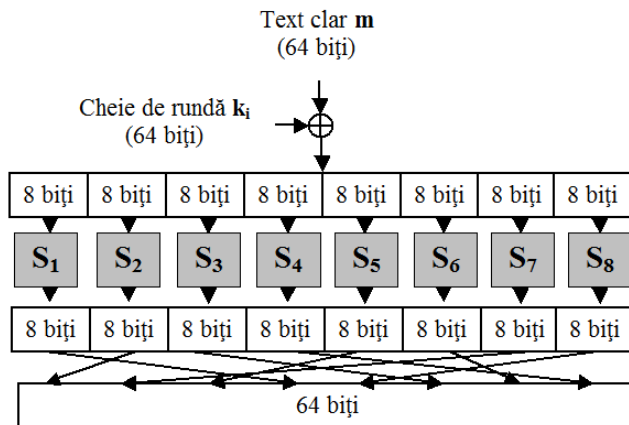 Text clar m
(64 biţi)
Cheie de rundă kᵢ
(64 biţi)
8 biţi 8 biţi 8 biţi 8 biţi 8 biţi 8 biţi 8 biţi 8 biţi
S₁ S₂ S₃ S₄ S₅ S₆ S₇ S₈
8 biţi 8 biţi 8 biţi 8 biţi 8 biţi 8 biţi 8 biţi 8 biţi
64 biţi